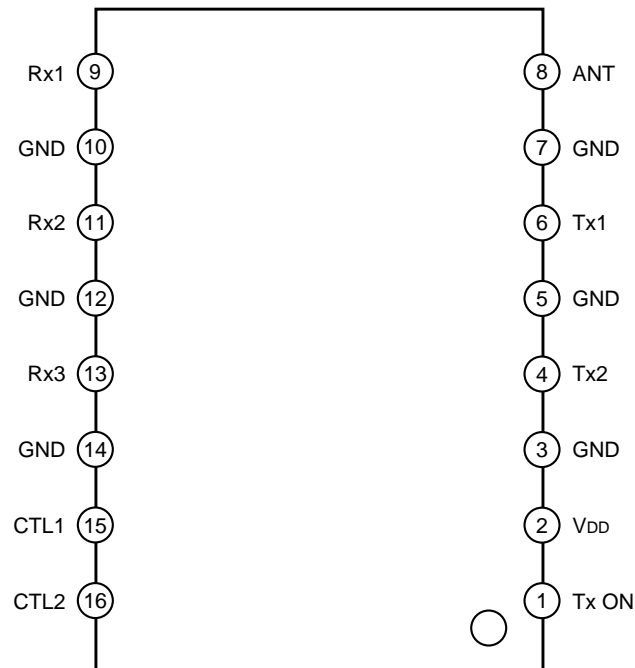 Rx1 9 8 ANT
GND 10 7 GND
Rx2 11 6 Tx1
GND 12 5 GND
Rx3 13 4 Tx2
GND 14 3 GND
CTL1 15 2 VDD
CTL2 16 1 Tx ON